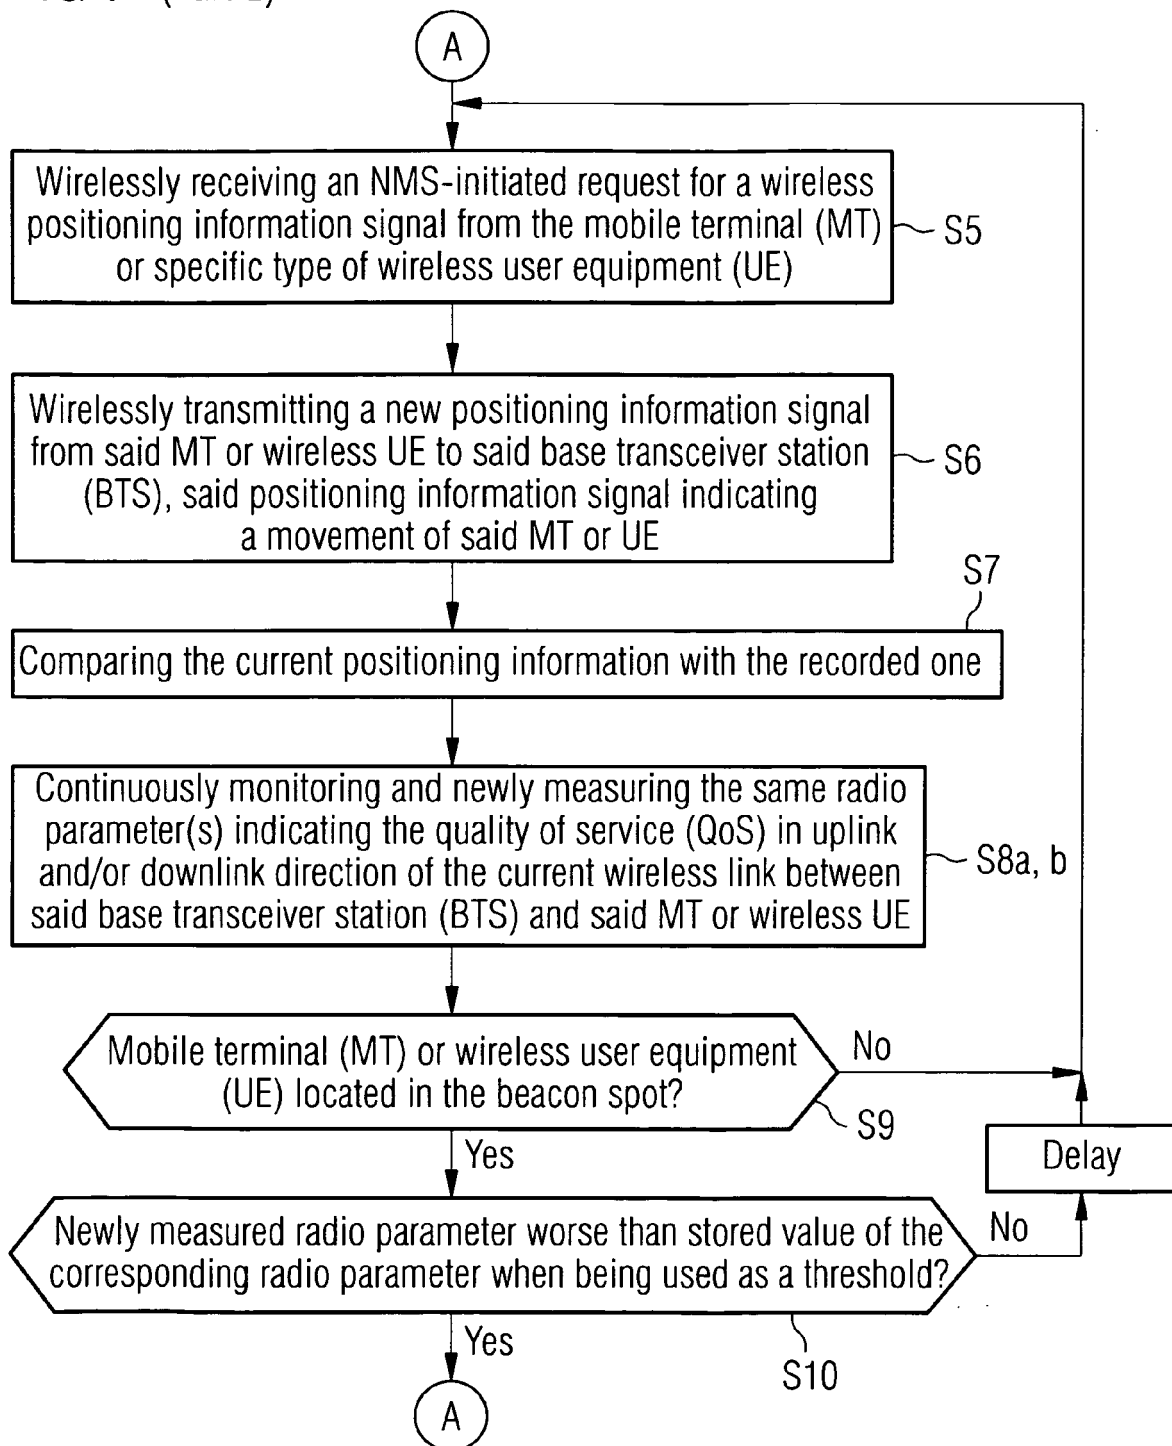 A
Wirelessly receiving an NMS-initiated request for a wireless
positioning information signal from the mobile terminal (MT)
or specific type of wireless user equipment (UE)
S5
Wirelessly transmitting a new positioning information signal
from said MT or wireless UE to said base transceiver station
(BTS), said positioning information signal indicating
a movement of said MT or UE
S6
S7
Comparing the current positioning information with the recorded one
Continuously monitoring and newly measuring the same radio
parameter(s) indicating the quality of service (QoS) in uplink
and/or downlink direction of the current wireless link between
said base transceiver station (BTS) and said MT or wireless UE
S8a, b
Mobile terminal (MT) or wireless user equipment
(UE) located in the beacon spot?
No
S9
Yes
Delay
Newly measured radio parameter worse than stored value of the
corresponding radio parameter when being used as a threshold?
No
Yes
S10
A